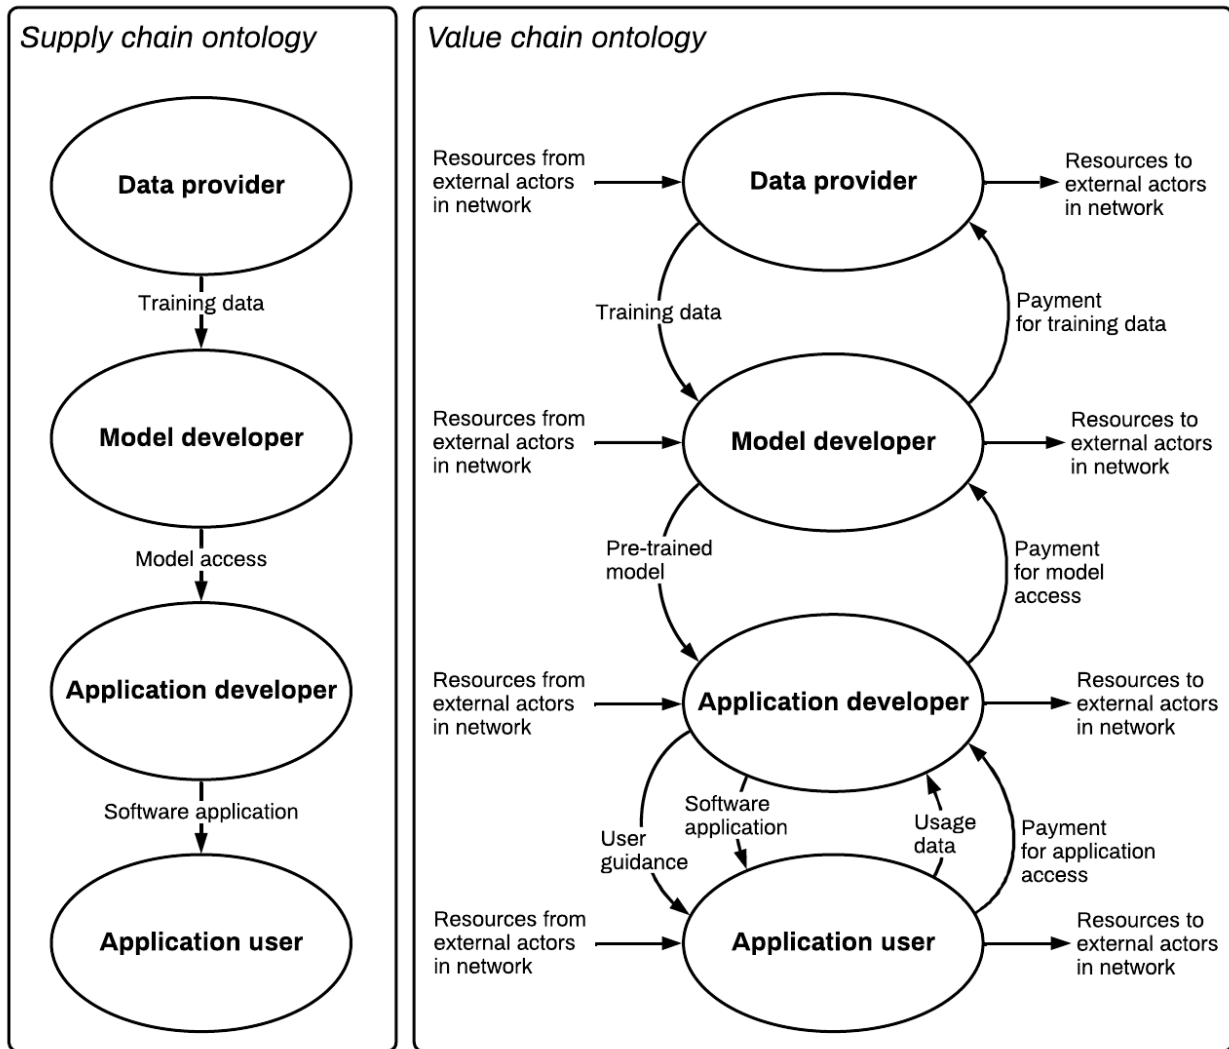 Supply chain ontology
Data provider
Training data
Model developer
Model access
Application developer
Software application
Application user
Value chain ontology
Resources from
external actors
in network
Data provider
Resources to
external actors
in network
Training data
Payment
for training data
Resources from
external actors
in network
Model developer
Resources to
external actors
in network
Pre-trained
model
Payment
for model
access
Resources from
external actors
in network
Application developer
Resources to
external actors
in network
User
guidance
Software
application
Usage
data
Payment
for application
access
Resources from
external actors
in network
Application user
Resources to
external actors
in network